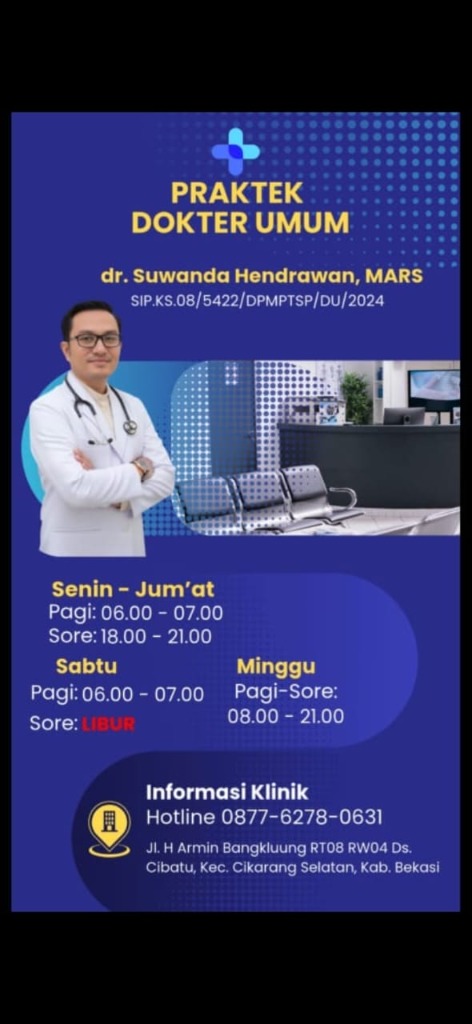 PRAKTEK
DOKTER UMUM
dr. Suwanda Hendrawan, MARS
SIP.KS.08/5422/DPMPTSP/DU/2024
Senin - Jum'at
Pagi: 06.00 - 07.00
Sore: 18.00 - 21.00
Sabtu
Pagi: 06.00 - 07.00
Sore: LIBUR
Minggu
Pagi-Sore:
08.00 - 21.00
Informasi Klinik
Hotline 0877-6278-0631
Jl. H Armin Bangkluung RT08 RW04 Ds.
Cibatu, Kec. Cikarang Selatan, Kab. Bekasi